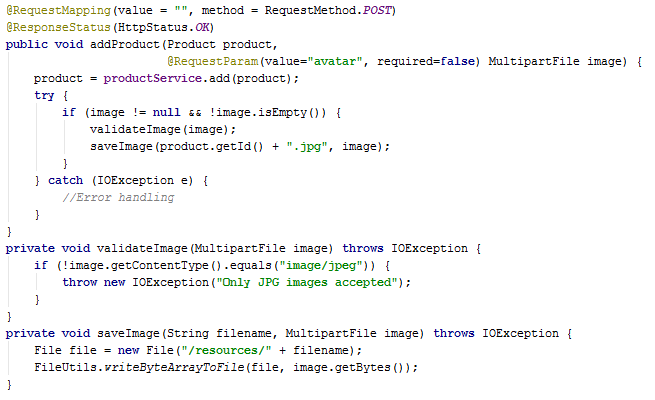 @RequestMapping(value = "", method = RequestMethod.POST)
@ResponseStatus(HttpStatus.OK)
public void addProduct(Product product,
                       @RequestParam(value="avatar", required=false) MultipartFile image) {
    product = productService.add(product);
    try {
        if (image != null && !image.isEmpty()) {
            validateImage(image);
            saveImage(product.getId() + ".jpg", image);
        }
    } catch (IOException e) {
        //Error handling
    }
}
private void validateImage(MultipartFile image) throws IOException {
    if (!image.getContentType().equals("image/jpeg")) {
        throw new IOException("Only JPG images accepted");
    }
}
private void saveImage(String filename, MultipartFile image) throws IOException {
    File file = new File("/resources/" + filename);
    FileUtils.writeByteArrayToFile(file, image.getBytes());
}